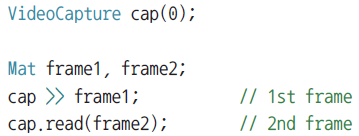 VideoCapture cap(0);
Mat frame1, frame2;
cap >> frame1; // 1st frame
cap.read(frame2); // 2nd frame